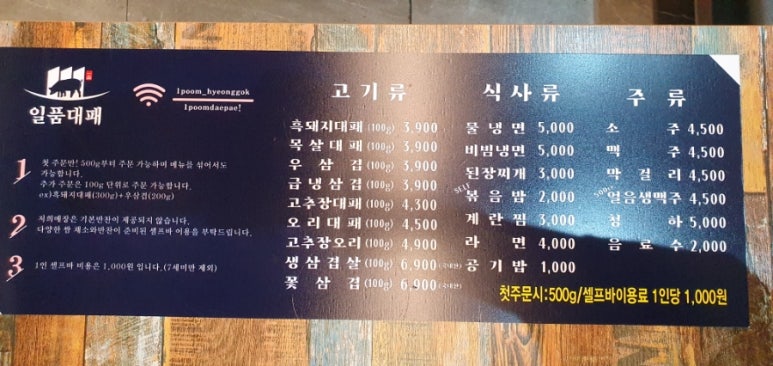 일품대패
1poom_hyeonggok
1poomdaepae!
1
첫 주문만! 500g부터 주문 가능하며 메뉴를 섞어서도
가능합니다.
추가 주문은 100g 단위로 주문 가능합니다.
ex)흑돼지대패(300g)+우삼겹(200g)
2
저희매장은 기본반찬이 제공되지 않습니다.
다양한 쌈 채소와반찬이 준비된 셀프바 이용을 부탁드립니다.
3
1인 셀프바 비용은 1,000원 입니다.(7세미만 제외)
고기류
흑돼지대패 (100g) 3,900
목살대패 (100g) 3,900
우삼겹 (100g) 3,900
급냉삼겹 (100g) 3,900
고추장대패 (100g) 4,300
오리대패 (100g) 4,500
고추장오리 (100g) 4,900
생삼겹살 (100g) 6,900 (국내산)
꽃삼겹 (100g) 6,900 (국내산)
식사류
물냉면 5,000
비빔냉면 5,000
된장찌개 3,000
SELF 볶음밥 2,000
계란찜 3,000
라면 4,000
공기밥 1,000
주류
소주 4,500
맥주 4,500
막걸리 4,500
500cc 얼음생맥주 4,500
청하 5,000
음료수 2,000
첫주문시:500g/셀프바이용료 1인당 1,000원